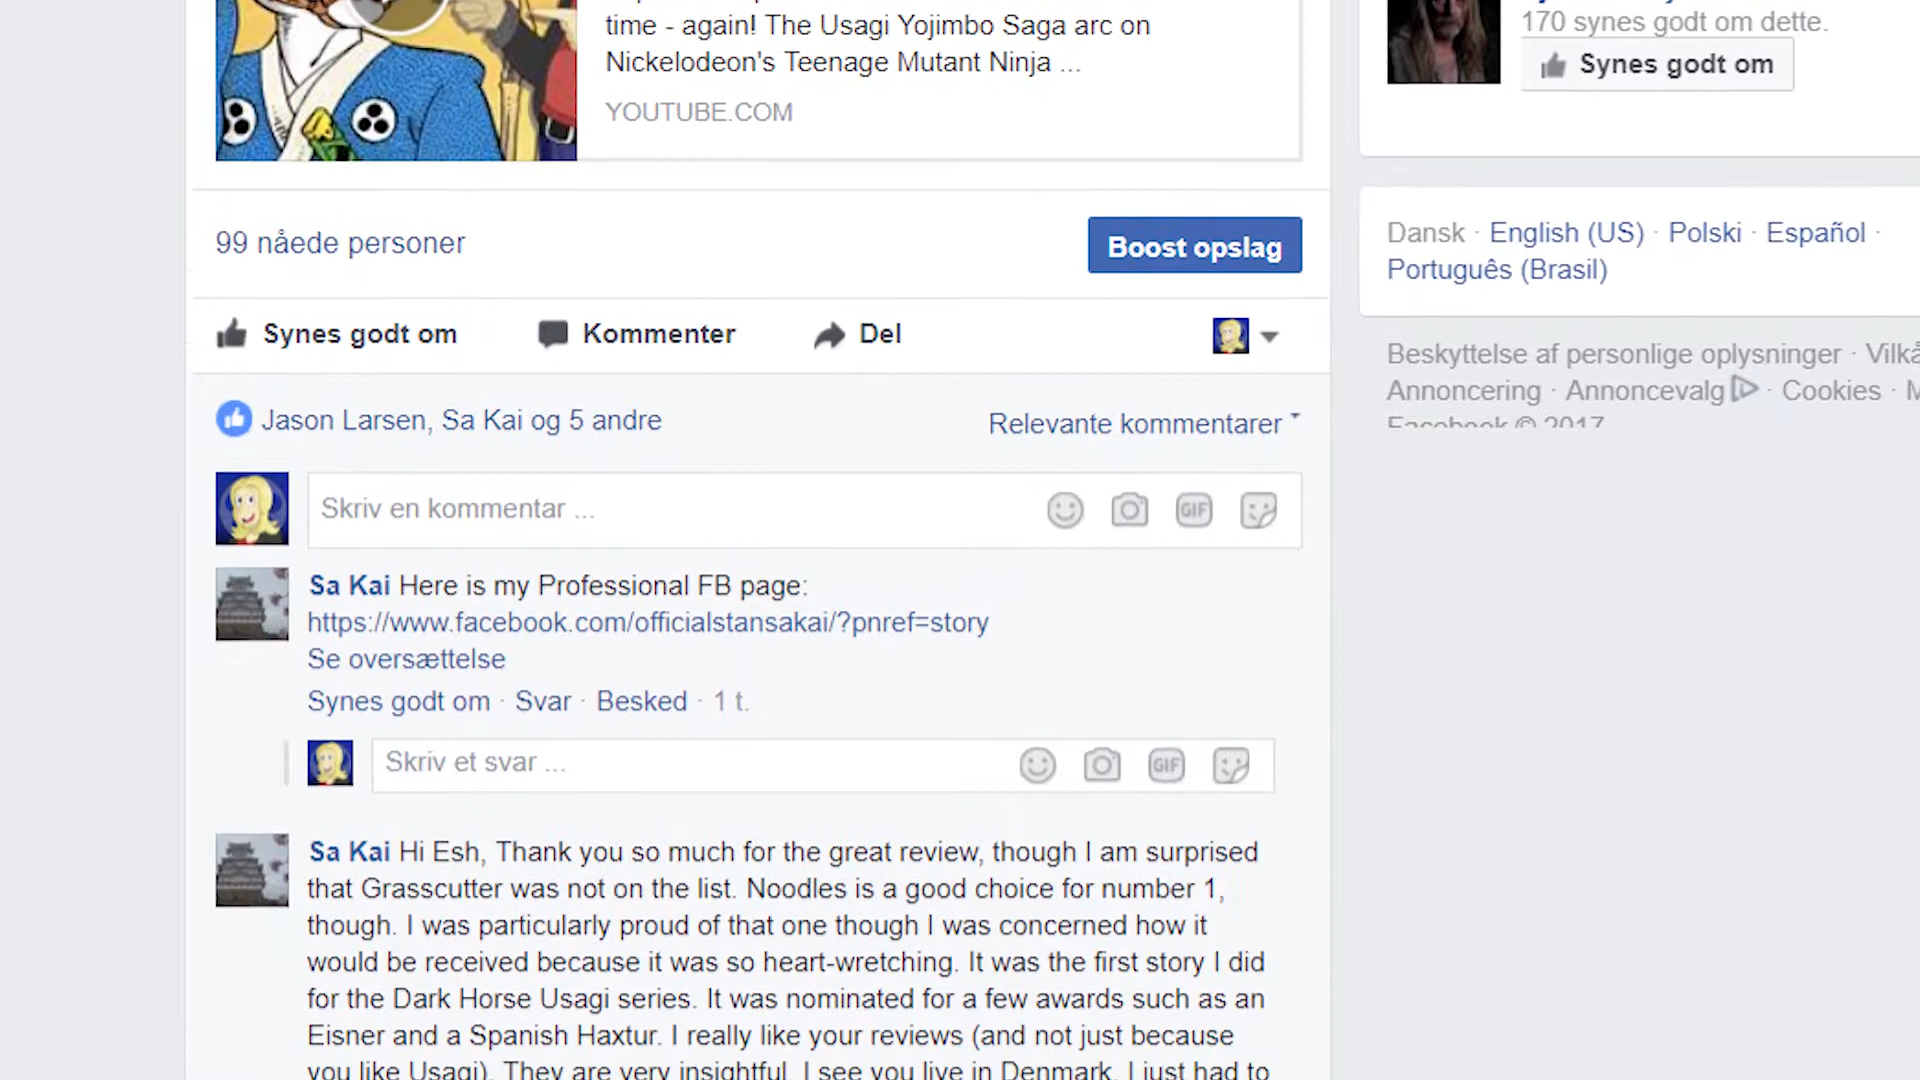 time - again! The Usagi Yojimbo Saga arc on
Nickelodeon's Teenage Mutant Ninja ...
YOUTUBE.COM
99 nåede personer
Boost opslag
Synes godt om
Kommenter
Del
Jason Larsen, Sa Kai og 5 andre
Relevante kommentarer
Skriv en kommentar ...
GIF
Sa Kai Here is my Professional FB page:
https://www.facebook.com/officialstansakai/?pnref=story
Se oversættelse
Synes godt om · Svar · Besked · 1 t.
Skriv et svar ...
GIF
Sa Kai Hi Esh, Thank you so much for the great review, though I am surprised
that Grasscutter was not on the list. Noodles is a good choice for number 1,
though. I was particularly proud of that one though I was concerned how it
would be received because it was so heart-wretching. It was the first story I did
for the Dark Horse Usagi series. It was nominated for a few awards such as an
Eisner and a Spanish Haxtur. I really like your reviews (and not just because
you like Usagi). They are very insightful. I see you live in Denmark. I just had to
170 synes godt om dette.
Synes godt om
Dansk · English (US) · Polski · Español ·
Português (Brasil)
Beskyttelse af personlige oplysninger · Vilkå
Annoncering · Annoncevalg · Cookies · M
Facebook © 2017